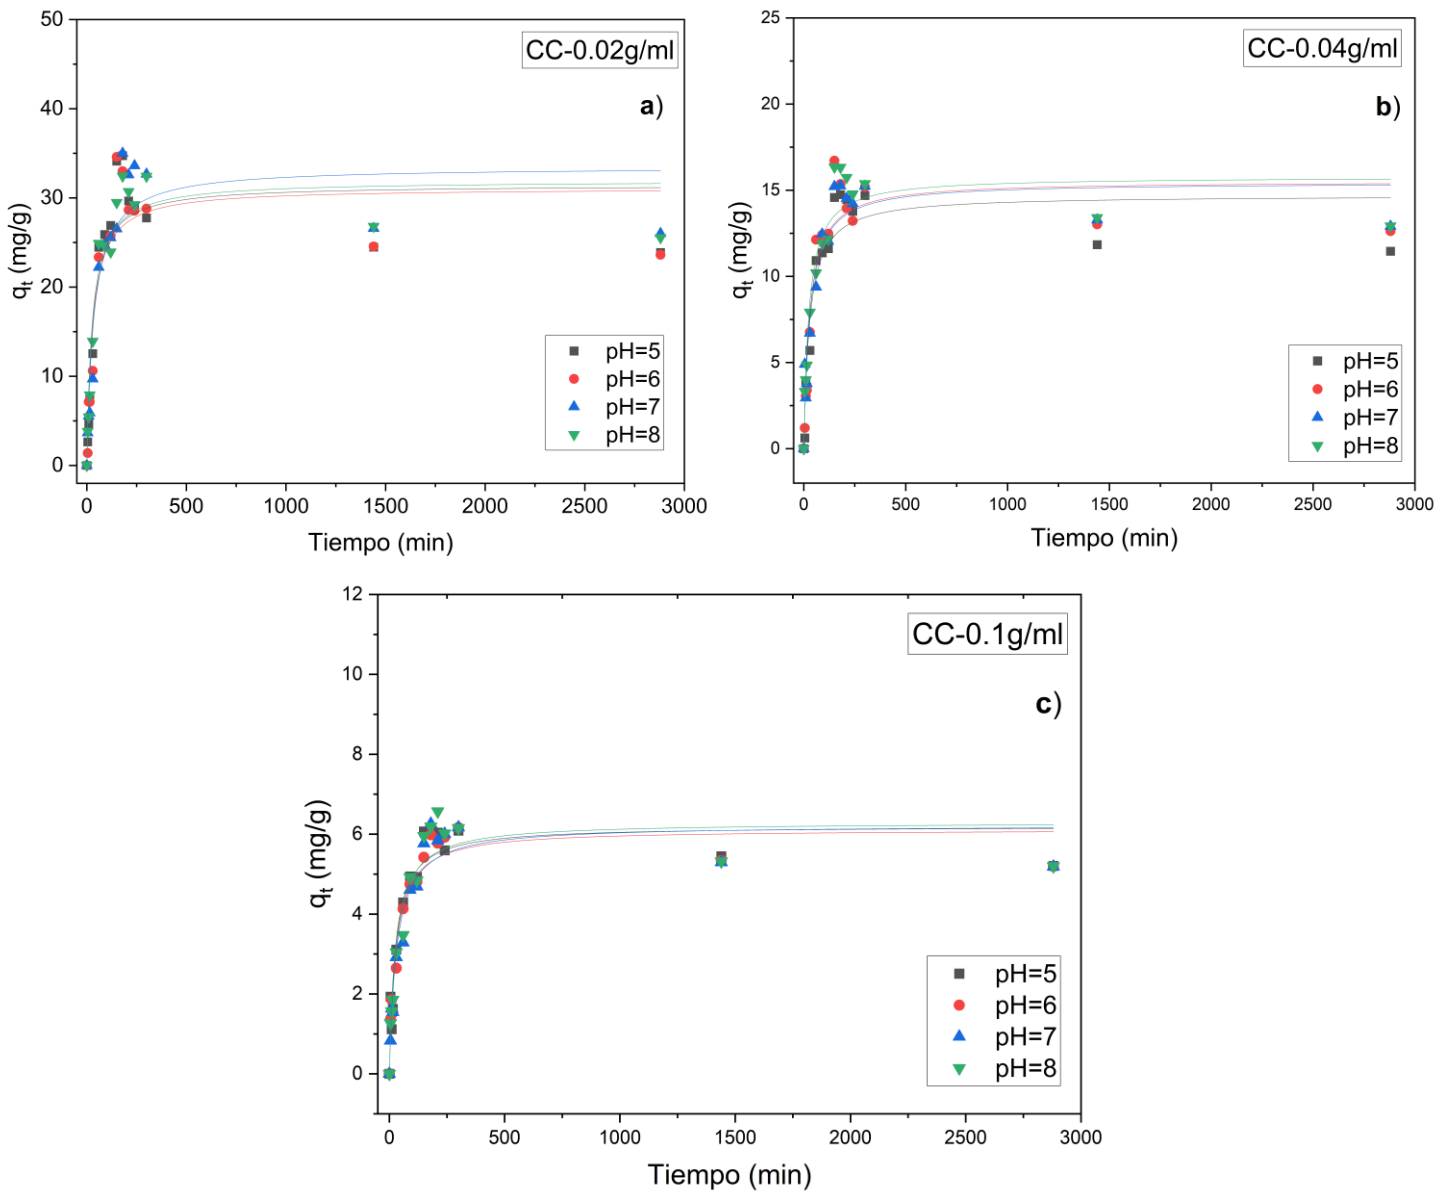 CC-0.02g/ml
a)
50
40
30
20
10
0
qt (mg/g)
0
500
1000
1500
2000
2500
3000
Tiempo (min)
pH=5
pH=6
pH=7
pH=8
CC-0.04g/ml
b)
25
20
15
10
5
0
qt (mg/g)
0
500
1000
1500
2000
2500
3000
Tiempo (min)
pH=5
pH=6
pH=7
pH=8
CC-0.1g/ml
c)
12
10
8
6
4
2
0
qt (mg/g)
0
500
1000
1500
2000
2500
3000
Tiempo (min)
pH=5
pH=6
pH=7
pH=8